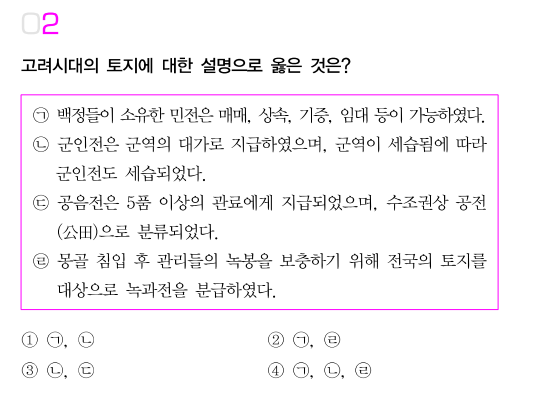 02
고려시대의 토지에 대한 설명으로 옳은 것은?
㉠ 백정들이 소유한 민전은 매매, 상속, 기증, 임대 등이 가능하였다.
㉡ 군인전은 군역의 대가로 지급하였으며, 군역이 세습됨에 따라
군인전도 세습되었다.
㉢ 공음전은 5품 이상의 관료에게 지급되었으며, 수조권상 공전
(公田)으로 분류되었다.
㉣ 몽골 침입 후 관리들의 녹봉을 보충하기 위해 전국의 토지를
대상으로 녹과전을 분급하였다.
① ㉠, ㉡ ② ㉠, ㉣
③ ㉡, ㉢ ④ ㉠, ㉡, ㉣